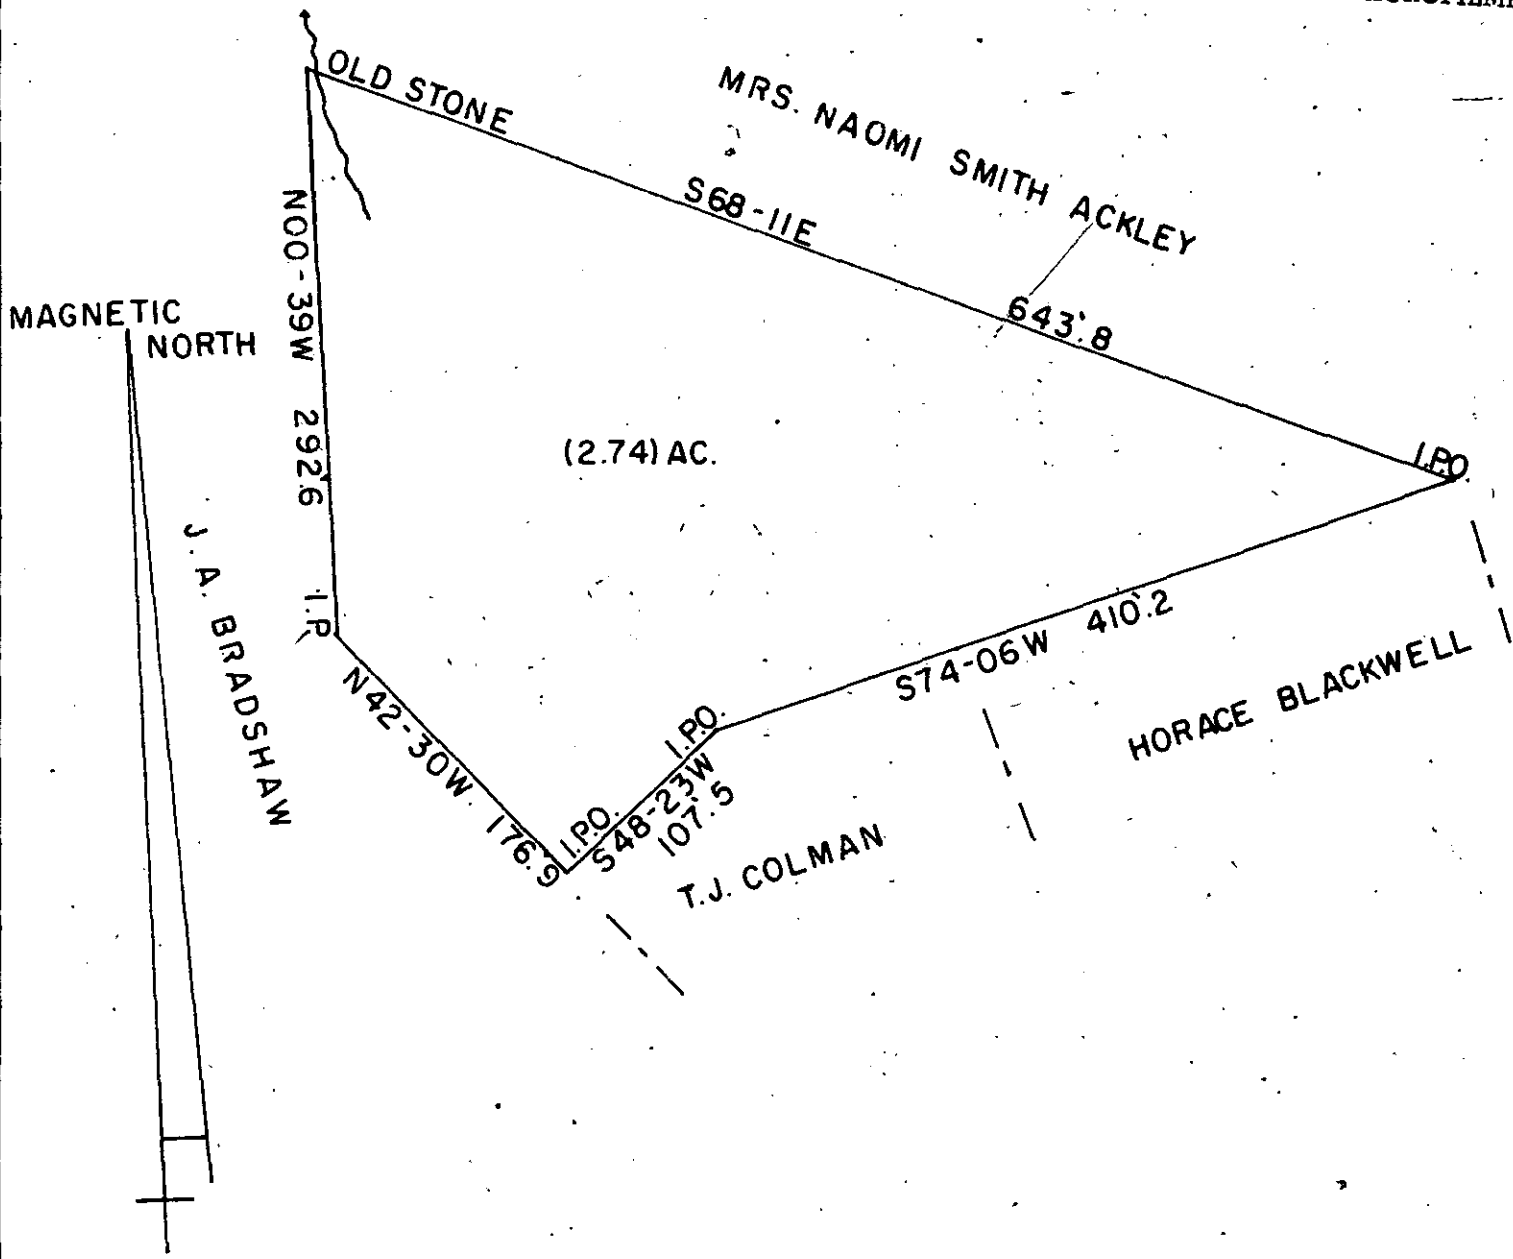 OLD STONE
MRS. NAOMI SMITH ACKLEY
S68-11E
643'.8
N00-39W 292'.6
MAGNETIC
NORTH
(2.74) AC.
I.P.O.
J. A. BRADSHAW
I.P.
N42-30W. 176'.9
I.P.O.
S48-23W
107'.5
I.P.O.
S74-06W 410'.2
T.J. COLMAN
HORACE BLACKWELL